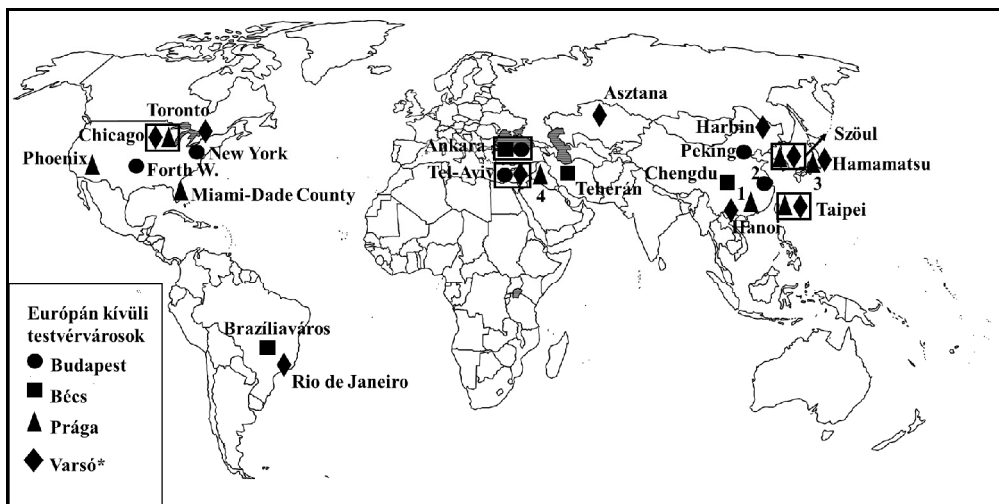 Toronto
Chicago
Phoenix
New York
Forth W.
Miami-Dade County
Asztana
Harbin
Szöul
Ankara
Peking
Hamamatsu
Tel-Aviv
Teherán
Chengdu
2
3
4
1
Taipei
Hanoi
Brazíliaváros
Rio de Janeiro
Európán kívüli
testvérvárosok
Budapest
Bécs
Prága
Varsó*